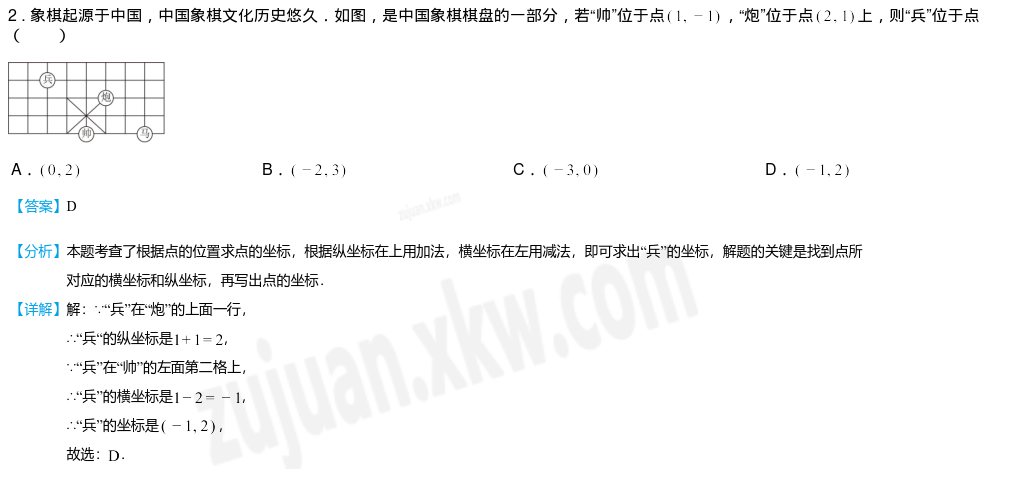 2．象棋起源于中国，中国象棋文化历史悠久．如图，是中国象棋棋盘的一部分，若“帅”位于点(1, −1)，“炮”位于点(2, 1)上，则“兵”位于点
（　　）
兵
炮
帅 马
A．(0, 2) B．(−2, 3) C．(−3, 0) D．(−1, 2)
【答案】D
【分析】本题考查了根据点的位置求点的坐标，根据纵坐标在上用加法，横坐标在左用减法，即可求出“兵”的坐标，解题的关键是找到点所
对应的横坐标和纵坐标，再写出点的坐标．
【详解】解：∵“兵”在“炮”的上面一行，
∴“兵“的纵坐标是1+1=2，
∵“兵”在“帅”的左面第二格上，
∴“兵”的横坐标是1−2=−1，
∴“兵”的坐标是(−1, 2)，
故选：D．
zujuan.xkw.com
zujuan.xkw.com